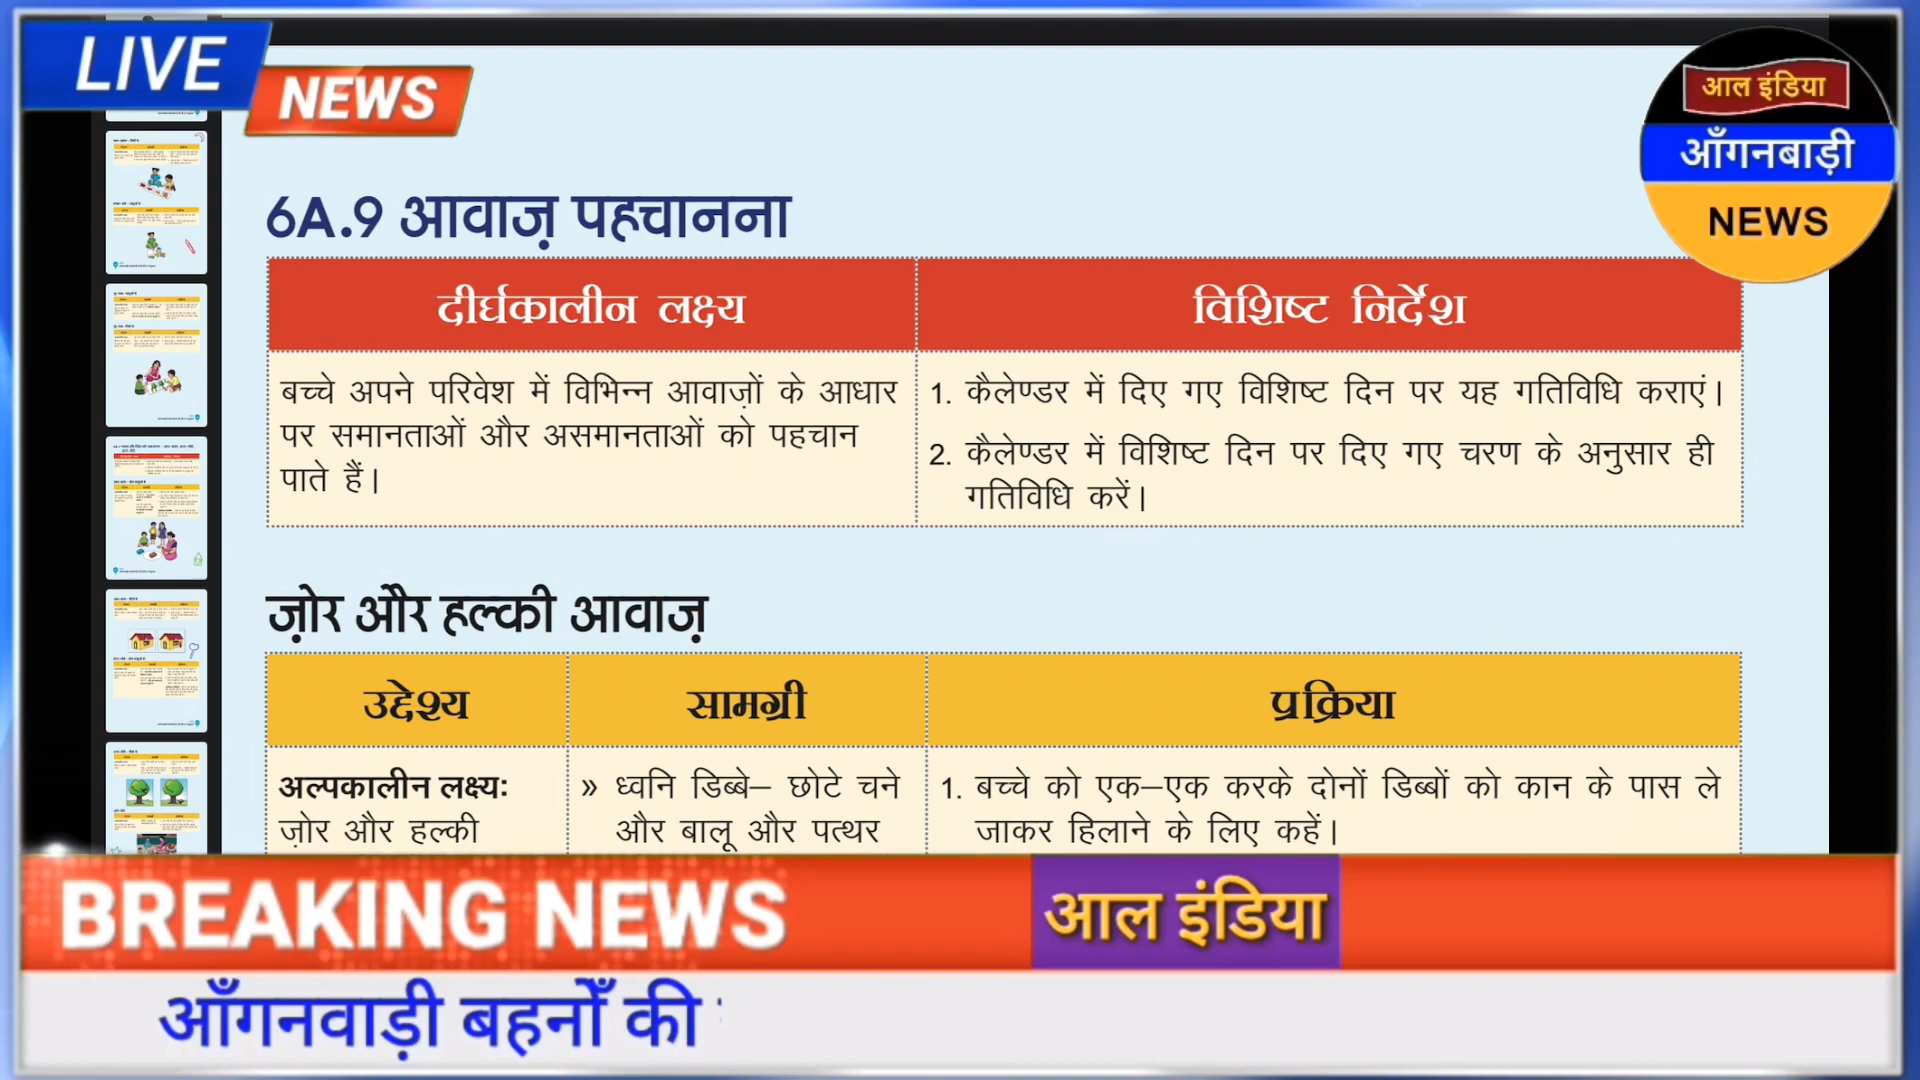 LIVE
NEWS
आल इंडिया
आँगनबाड़ी
NEWS
6A.9 आवाज़ पहचानना
दीर्घकालीन लक्ष्य
विशिष्ट निर्देश
बच्चे अपने परिवेश में विभिन्न आवाज़ों के आधार
पर समानताओं और असमानताओं को पहचान
पाते हैं।
1. कैलेण्डर में दिए गए विशिष्ट दिन पर यह गतिविधि कराएं।
2. कैलेण्डर में विशिष्ट दिन पर दिए गए चरण के अनुसार ही
गतिविधि करें।
ज़ोर और हल्की आवाज़
उद्देश्य
सामग्री
प्रक्रिया
अल्पकालीन लक्ष्यः
ज़ोर और हल्की
» ध्वनि डिब्बे– छोटे चने
और बालू और पत्थर
1. बच्चे को एक–एक करके दोनों डिब्बों को कान के पास ले
जाकर हिलाने के लिए कहें।
BREAKING NEWS
आल इंडिया
आँगनवाड़ी बहनोँ की